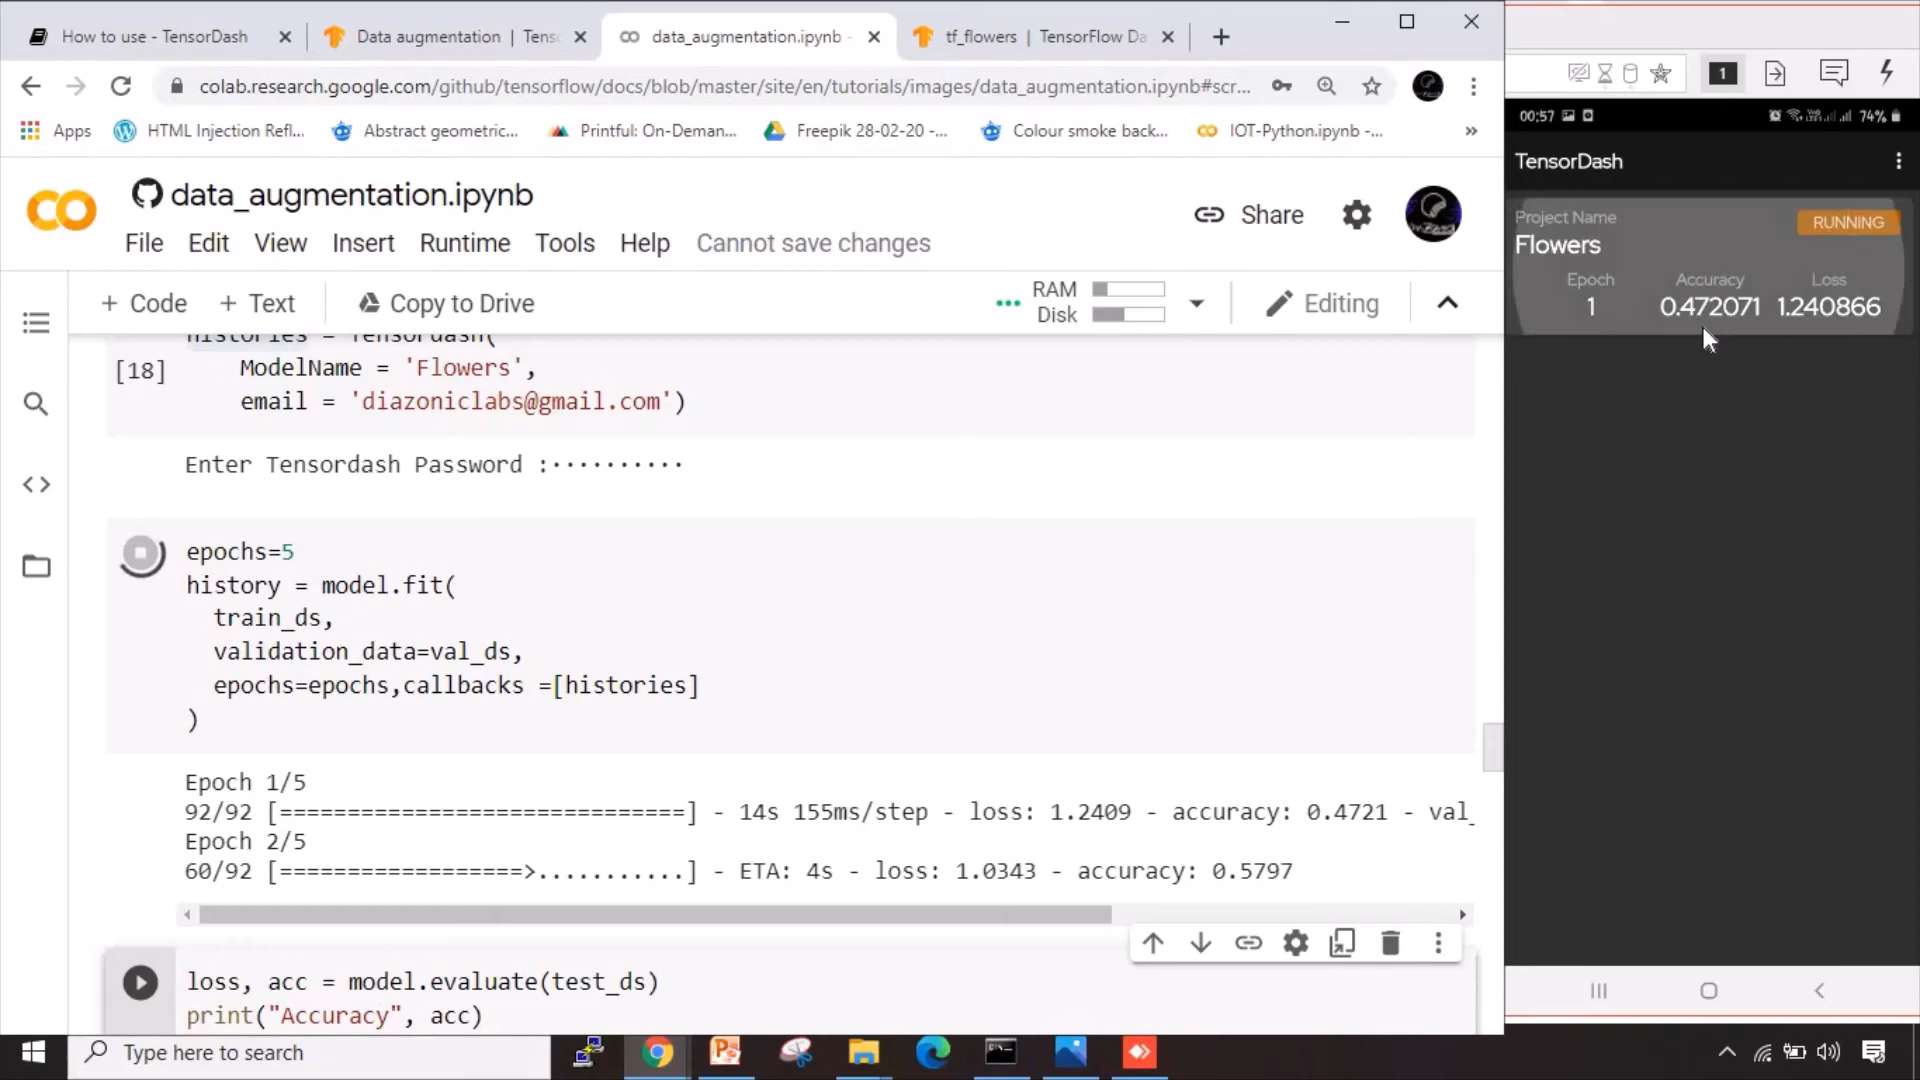 How to use - TensorDash
Data augmentation | Tens
data_augmentation.ipynb -
tf_flowers | TensorFlow Da
colab.research.google.com/github/tensorflow/docs/blob/master/site/en/tutorials/images/data_augmentation.ipynb#scr...
Apps
HTML Injection Refl...
Abstract geometric...
Printful: On-Deman...
Freepik 28-02-20 -...
Colour smoke back...
IOT-Python.ipynb -...
»
data_augmentation.ipynb
Share
File Edit View Insert Runtime Tools Help Cannot save changes
+ Code + Text Copy to Drive
RAM
Disk
Editing
histories = Tensordash(
[18]
ModelName = 'Flowers',
email = 'diazoniclabs@gmail.com')
Enter Tensordash Password :··········
epochs=5
history = model.fit(
train_ds,
validation_data=val_ds,
epochs=epochs,callbacks =[histories]
)
Epoch 1/5
92/92 [==============================] - 14s 155ms/step - loss: 1.2409 - accuracy: 0.4721 - val_
Epoch 2/5
60/92 [==================>...........] - ETA: 4s - loss: 1.0343 - accuracy: 0.5797
loss, acc = model.evaluate(test_ds)
print("Accuracy", acc)
Type here to search
1
00:57
74%
TensorDash
Project Name
RUNNING
Flowers
Epoch Accuracy Loss
1 0.472071 1.240866